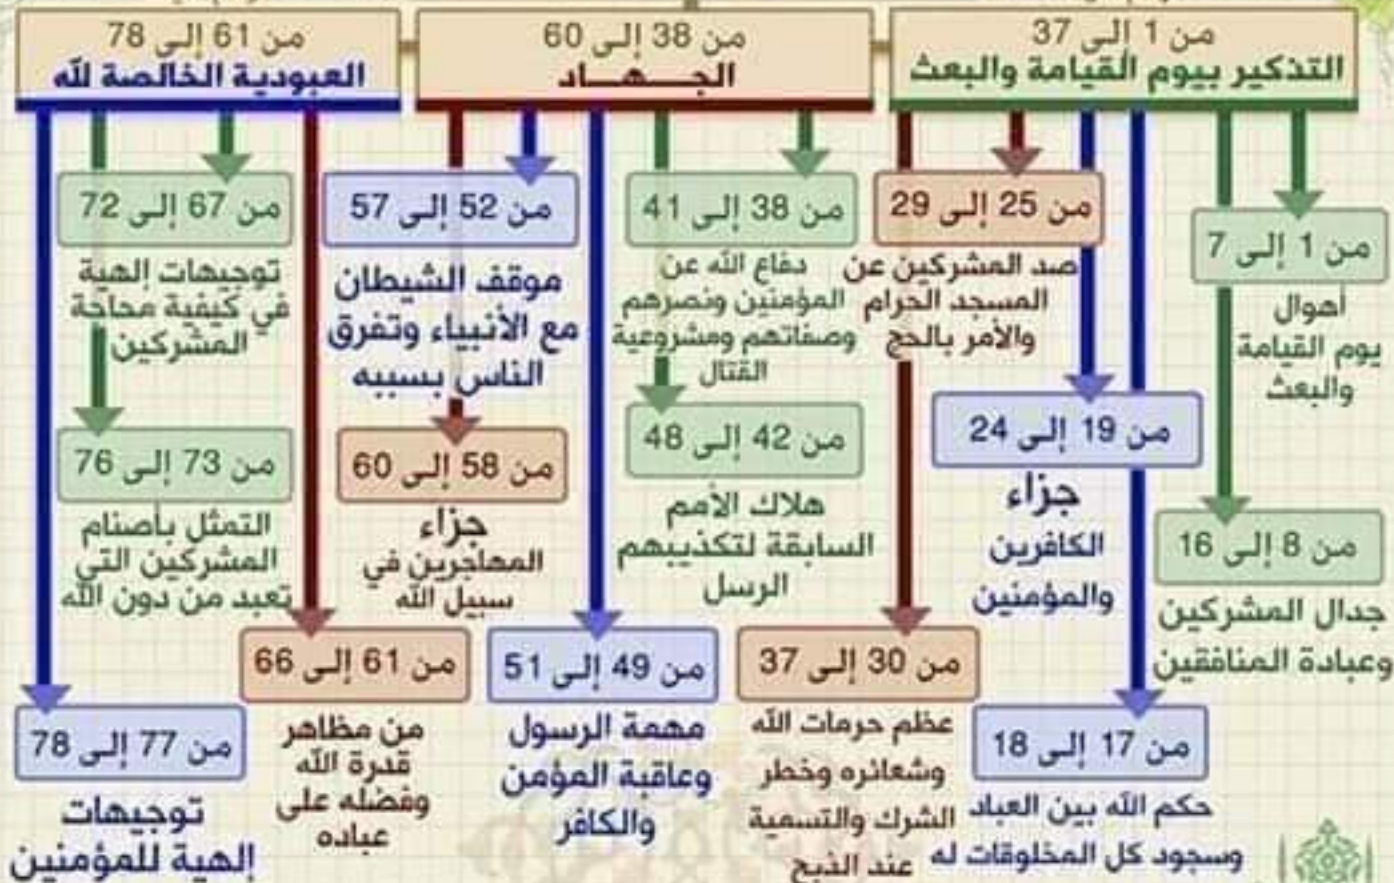 من 1 إلى 37
التذكير بيوم القيامة والبعث
من 1 إلى 7
أهوال
يوم القيامة
والبعث
من 8 إلى 16
جدال المشركين
وعبادة المنافقين
من 17 إلى 18
حكم الله بين العباد
وسجود كل المخلوقات له
من 19 إلى 24
جزاء
الكافرين
والمؤمنين
من 25 إلى 29
صد المشركين عن
المسجد الحرام
والأمر بالحج
من 30 إلى 37
عظم حرمات الله
وشعائره وخطر
الشرك والتسمية
عند الذبح
من 38 إلى 60
الجـــهـــاد
من 38 إلى 41
دفاع الله عن
المؤمنين ونصرهم
وصفاتهم ومشروعية
القتال
من 42 إلى 48
هلاك الأمم
السابقة لتكذيبهم
الرسل
من 49 إلى 51
مهمة الرسول
وعاقبة المؤمن
والكافر
من 52 إلى 57
موقف الشيطان
مع الأنبياء وتفرق
الناس بسببه
من 58 إلى 60
جزاء
المهاجرين في
سبيل الله
من 61 إلى 78
العبودية الخالصة لله
من 61 إلى 66
من مظاهر
قدرة الله
وفضله على
عباده
من 67 إلى 72
توجيهات إلهية
في كيفية محاجة
المشركين
من 73 إلى 76
التمثل بأصنام
المشركين التي
تعبد من دون الله
من 77 إلى 78
توجيهات
إلهية للمؤمنين